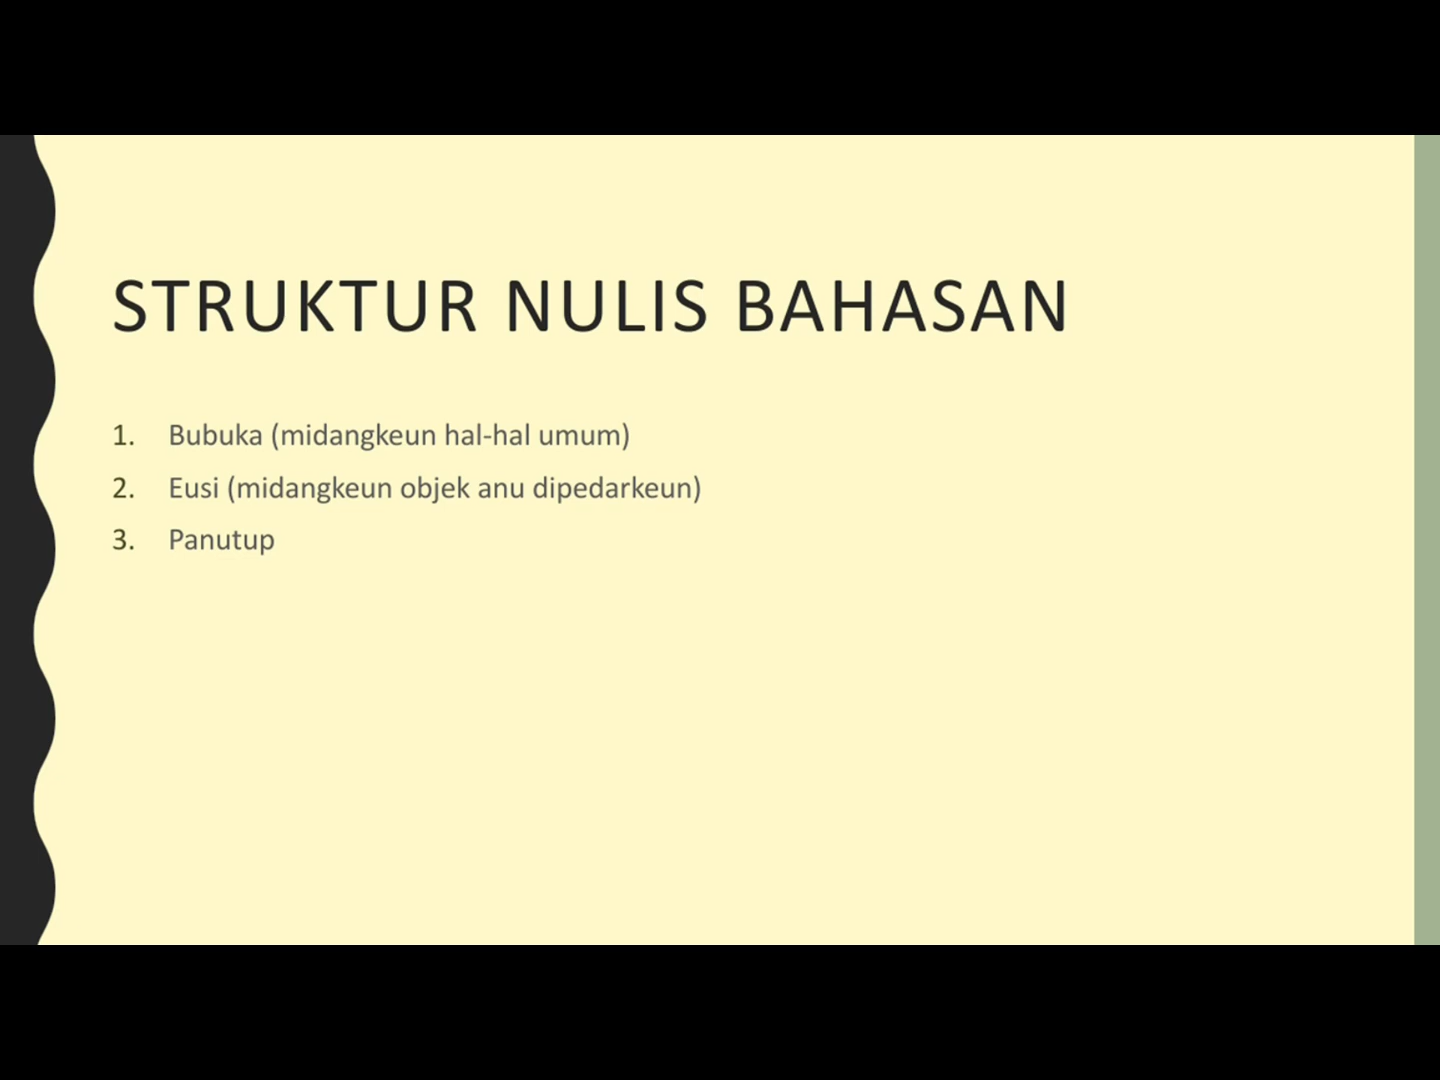 STRUKTUR NULIS BAHASAN
1. Bubuka (midangkeun hal-hal umum)
2. Eusi (midangkeun objek anu dipedarkeun)
3. Panutup